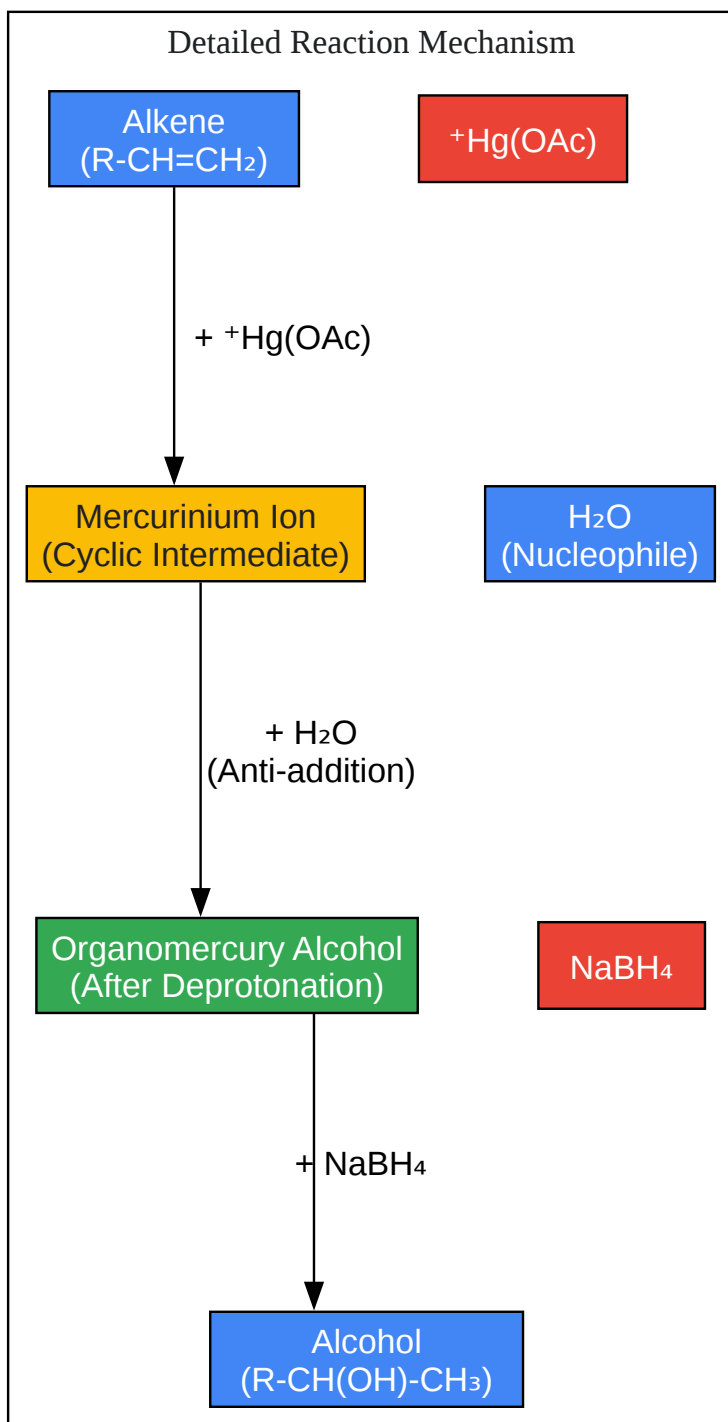 Detailed Reaction Mechanism
Alkene
(R-CH=CH₂)
⁺Hg(OAc)
+ ⁺Hg(OAc)
Mercurinium Ion
(Cyclic Intermediate)
H₂O
(Nucleophile)
+ H₂O
(Anti-addition)
Organomercury Alcohol
(After Deprotonation)
NaBH₄
+ NaBH₄
Alcohol
(R-CH(OH)-CH₃)